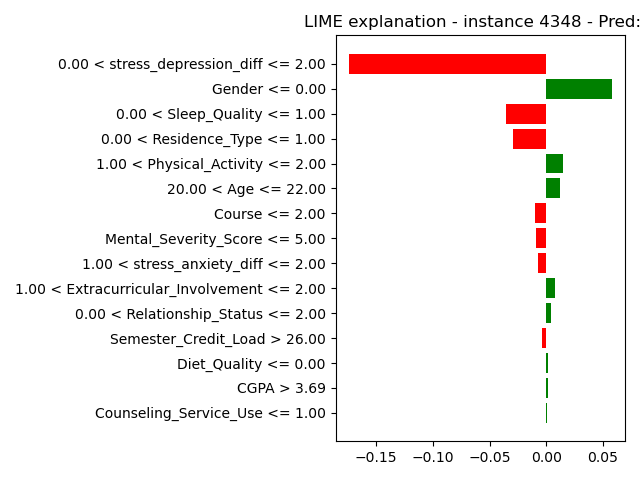 LIME explanation - instance 4348 - Pred:
0.00 < stress_depression_diff <= 2.00
Gender <= 0.00
0.00 < Sleep_Quality <= 1.00
0.00 < Residence_Type <= 1.00
1.00 < Physical_Activity <= 2.00
20.00 < Age <= 22.00
Course <= 2.00
Mental_Severity_Score <= 5.00
1.00 < stress_anxiety_diff <= 2.00
1.00 < Extracurricular_Involvement <= 2.00
0.00 < Relationship_Status <= 2.00
Semester_Credit_Load > 26.00
Diet_Quality <= 0.00
CGPA > 3.69
Counseling_Service_Use <= 1.00
−0.15 −0.10 −0.05 0.00 0.05